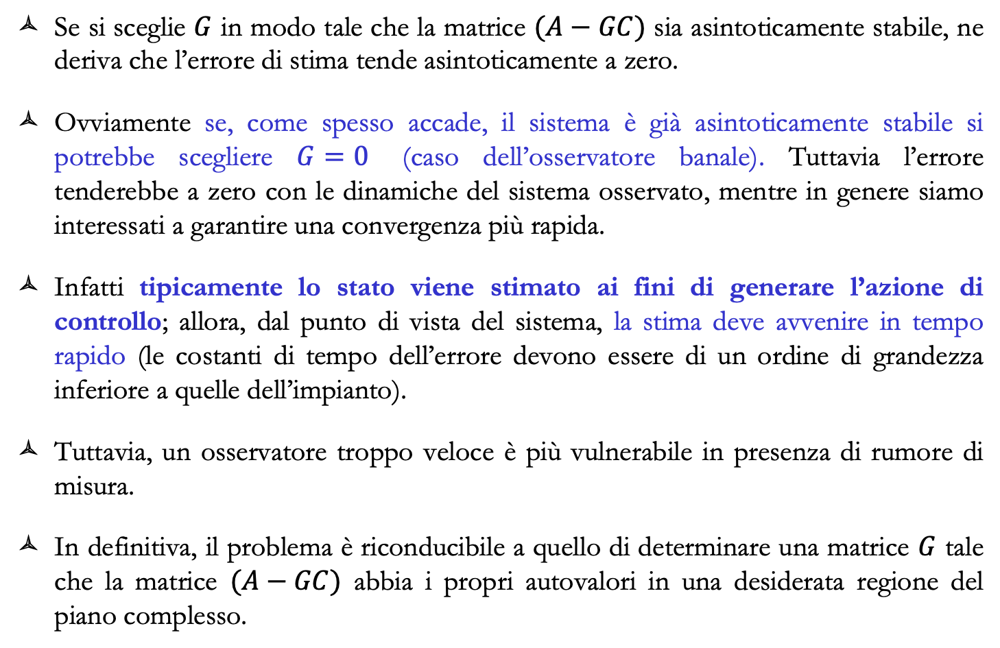 Se si sceglie G in modo tale che la matrice (A − GC) sia asintoticamente stabile, ne
deriva che l’errore di stima tende asintoticamente a zero.
Ovviamente se, come spesso accade, il sistema è già asintoticamente stabile si
potrebbe scegliere G = 0 (caso dell’osservatore banale). Tuttavia l’errore
tenderebbe a zero con le dinamiche del sistema osservato, mentre in genere siamo
interessati a garantire una convergenza più rapida.
Infatti tipicamente lo stato viene stimato ai fini di generare l’azione di
controllo; allora, dal punto di vista del sistema, la stima deve avvenire in tempo
rapido (le costanti di tempo dell’errore devono essere di un ordine di grandezza
inferiore a quelle dell’impianto).
Tuttavia, un osservatore troppo veloce è più vulnerabile in presenza di rumore di
misura.
In definitiva, il problema è riconducibile a quello di determinare una matrice G tale
che la matrice (A − GC) abbia i propri autovalori in una desiderata regione del
piano complesso.